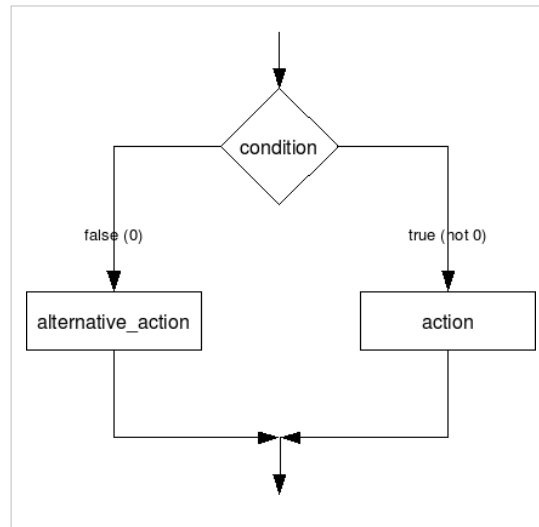 condition
false (0)
true (not 0)
alternative_action
action